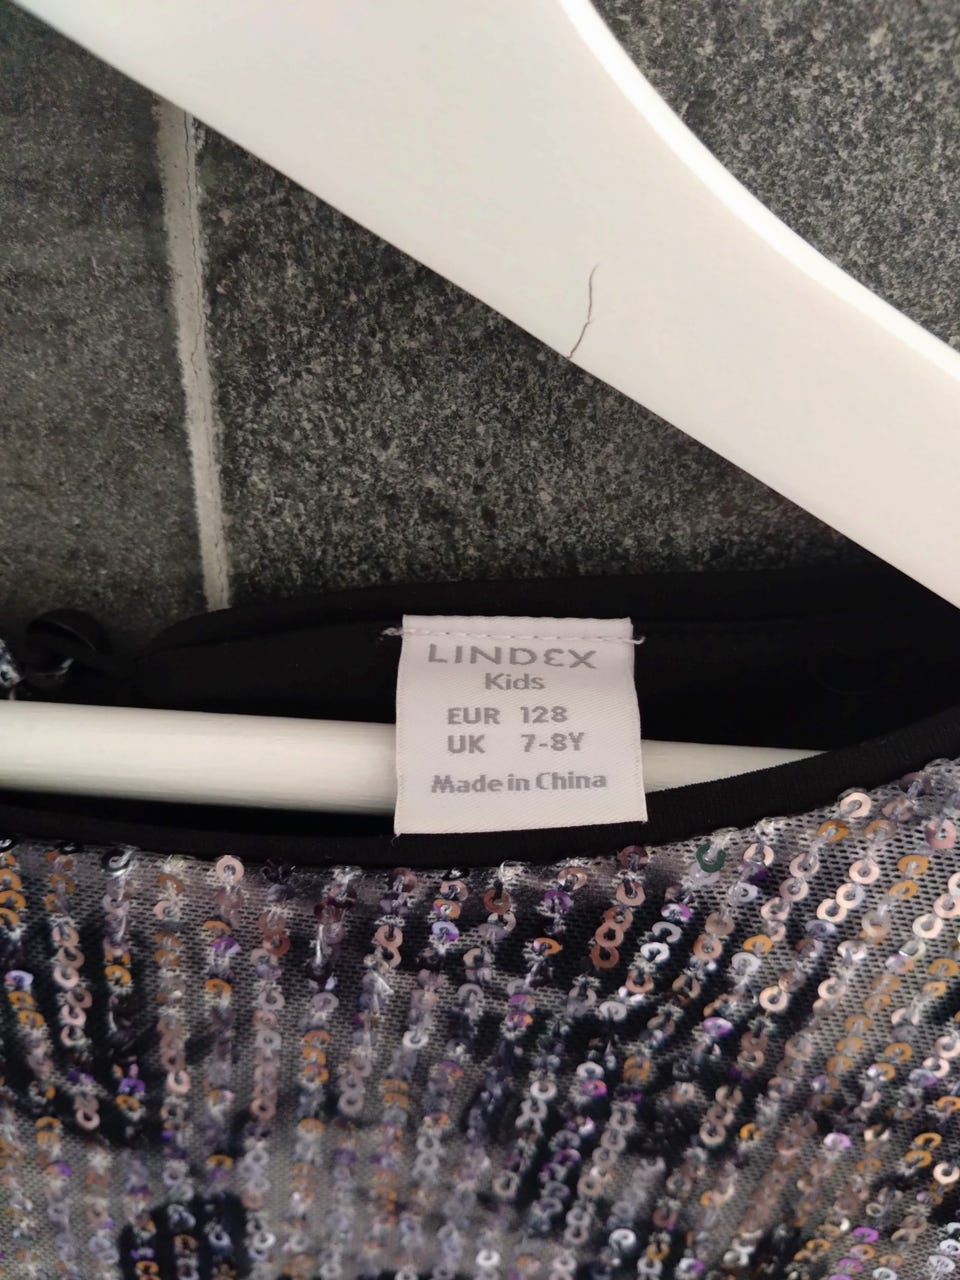 LINDEX
Kids
EUR 128
UK 7-8Y
Made in China